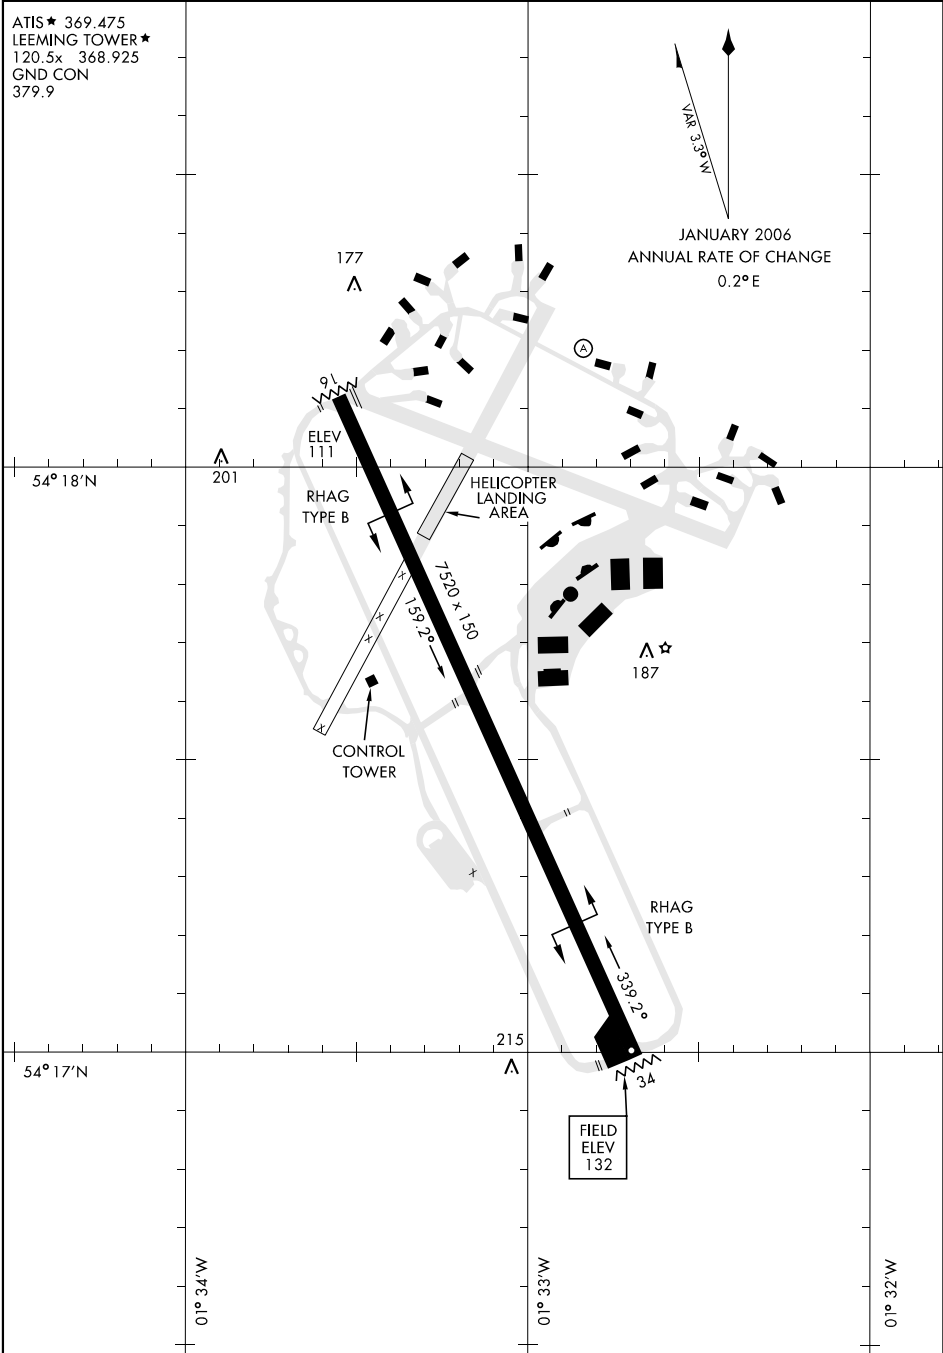 ATIS★ 369.475
LEEMING TOWER★
120.5x 368.925
GND CON
379.9
VAR 3.3° W
JANUARY 2006
ANNUAL RATE OF CHANGE
0.2° E
177
A
16
ELEV
111
201
54° 18'N
RHAG
TYPE B
HELICOPTER
LANDING
AREA
7520 x 150
159.2°
x
x
x
x
187
CONTROL
TOWER
x
RHAG
TYPE B
339.2°
215
54° 17'N
34
FIELD
ELEV
132
01° 34'W
01° 33'W
01° 32'W